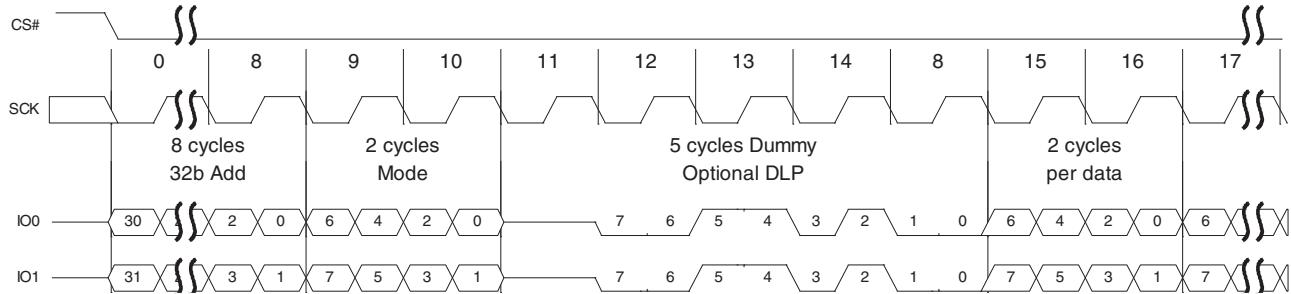 CS#
0 8 9 10 11 12 13 14 8 15 16 17
SCK
8 cycles 2 cycles 5 cycles Dummy 2 cycles
32b Add Mode Optional DLP per data
IO0 30 2 0 6 4 2 0 7 6 5 4 3 2 1 0 6 4 2 0 6
IO1 31 3 1 7 5 3 1 7 6 5 4 3 2 1 0 7 5 3 1 7